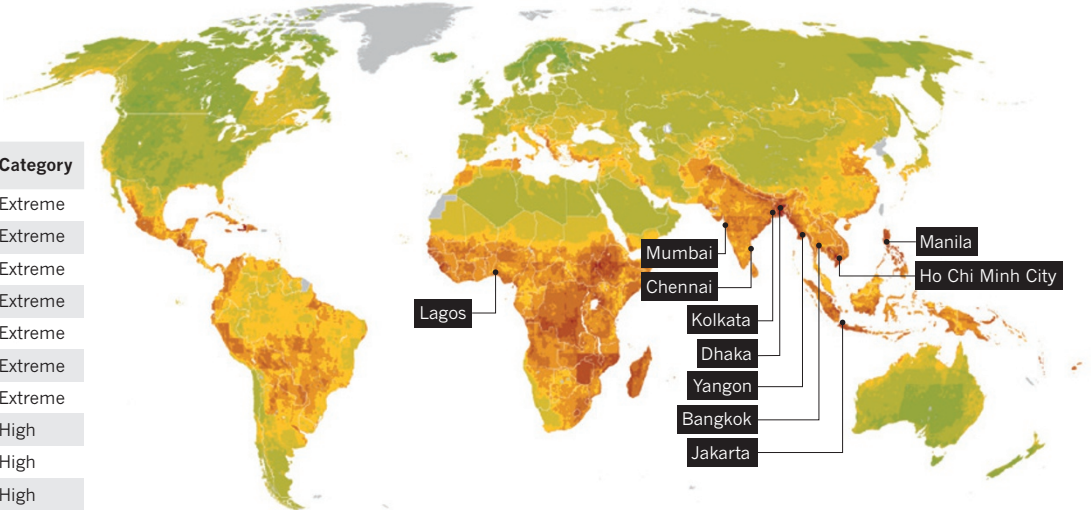 Category
Extreme
Extreme
Extreme
Extreme
Extreme
Extreme
Extreme
High
High
High
Lagos
Mumbai
Chennai
Kolkata
Dhaka
Yangon
Bangkok
Jakarta
Manila
Ho Chi Minh City